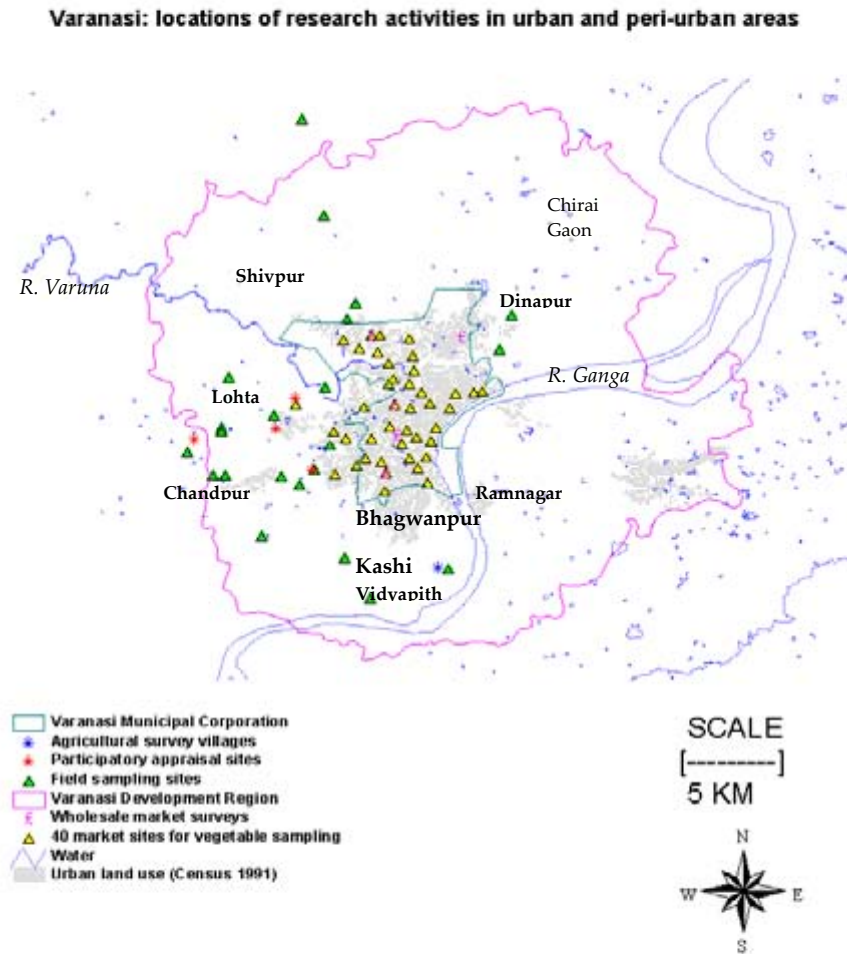 Varanasi: locations of research activities in urban and peri-urban areas
Chirai
Gaon
Shivpur
R. Varuna
Dinapur
R. Ganga
Lohta
Chandpur
Ramnagar
Bhagwanpur
Kashi
Vidyapith
Varanasi Municipal Corporation
Agricultural survey villages
Participatory appraisal sites
Field sampling sites
Varanasi Development Region
Wholesale market surveys
40 market sites for vegetable sampling
Water
Urban land use (Census 1991)
SCALE
[---------]
5 KM
N
W E
S